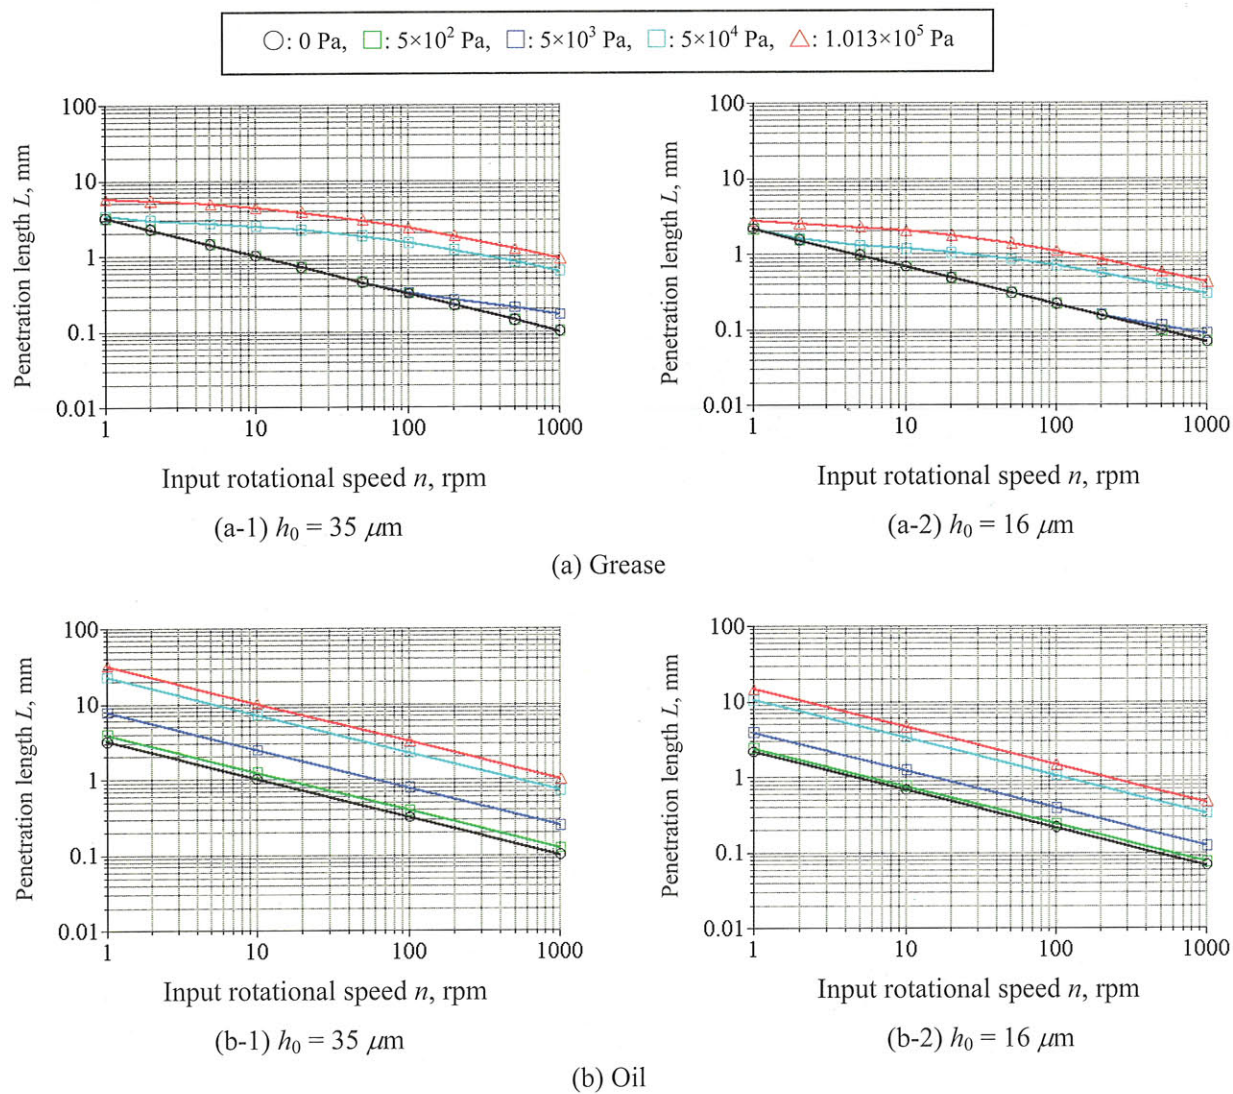 ○: 0 Pa, □: 5×10² Pa, □: 5×10³ Pa, □: 5×10⁴ Pa, △: 1.013×10⁵ Pa
Penetration length L, mm
100
10
1
0.1
0.01
1 10 100 1000
Input rotational speed n, rpm
(a-1) h₀ = 35 μm
Penetration length L, mm
100
10
1
0.1
0.01
1 10 100 1000
Input rotational speed n, rpm
(a-2) h₀ = 16 μm
(a) Grease
Penetration length L, mm
100
10
1
0.1
0.01
1 10 100 1000
Input rotational speed n, rpm
(b-1) h₀ = 35 μm
Penetration length L, mm
100
10
1
0.1
0.01
1 10 100 1000
Input rotational speed n, rpm
(b-2) h₀ = 16 μm
(b) Oil